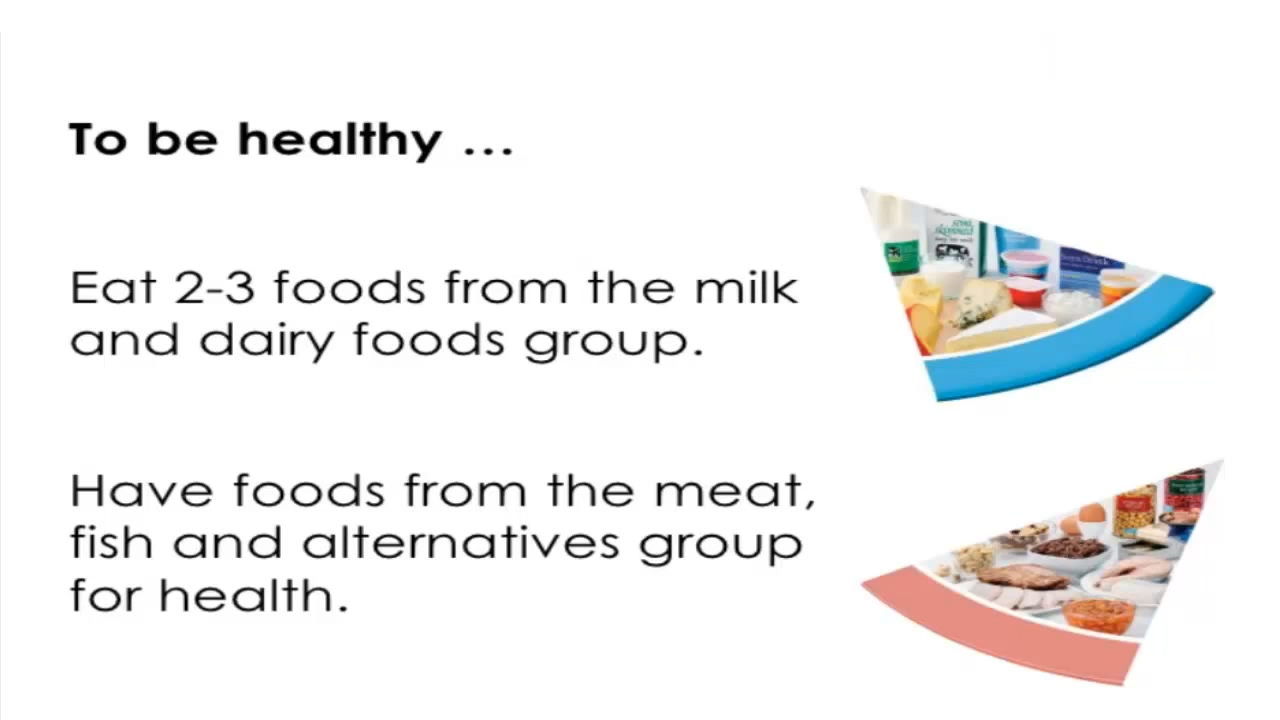 To be healthy ...
Eat 2-3 foods from the milk
and dairy foods group.
Have foods from the meat,
fish and alternatives group
for health.